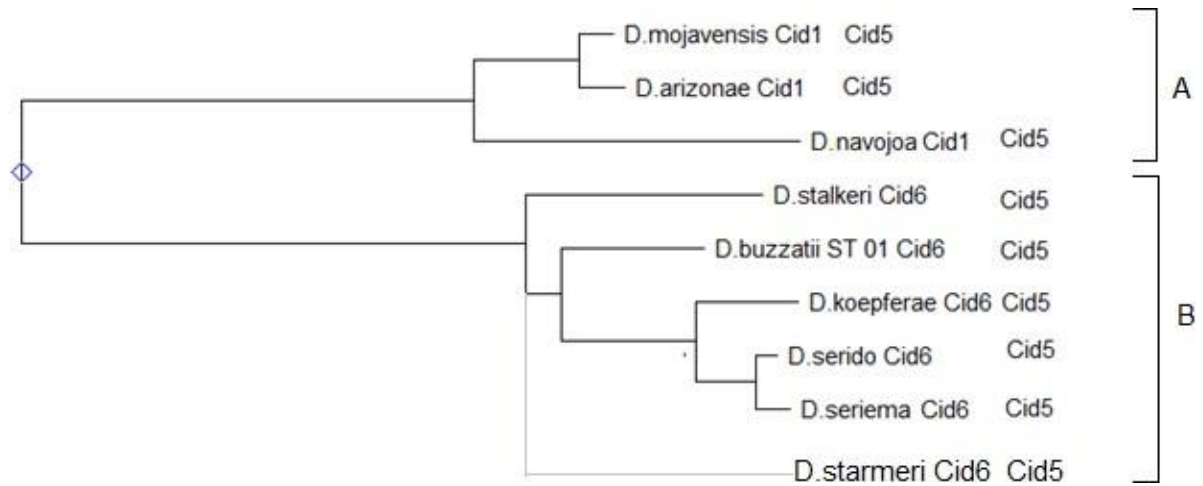 D.mojavensis Cid1 Cid5
D.arizonae Cid1 Cid5
A
D.navojoa Cid1 Cid5
D.stalkeri Cid6 Cid5
D.buzzatii ST 01 Cid6 Cid5
D.koepferae Cid6 Cid5
B
D.serido Cid6 Cid5
D.seriema Cid6 Cid5
D.starmeri Cid6 Cid5